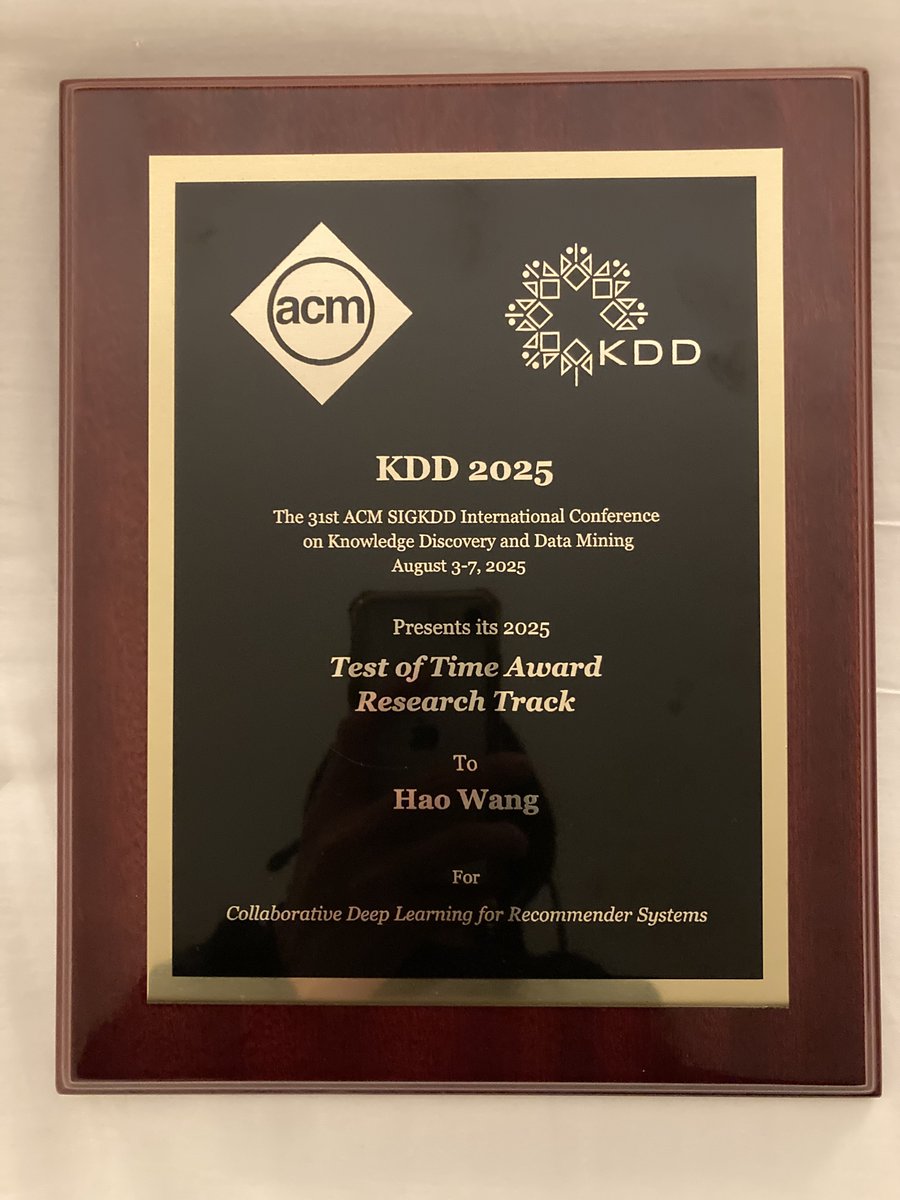 acm
KDD
KDD 2025
The 31st ACM SIGKDD International Conference
on Knowledge Discovery and Data Mining
August 3-7, 2025
Presents its 2025
Test of Time Award
Research Track
To
Hao Wang
For
Collaborative Deep Learning for Recommender Systems